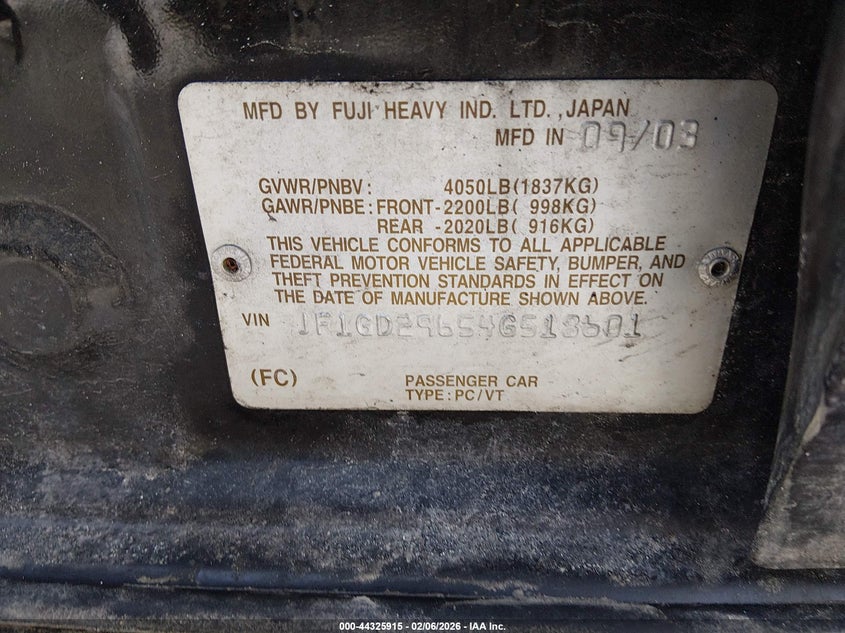 MFD BY FUJI HEAVY IND. LTD., JAPAN
MFD IN 09/03
GVWR/PNBV: 4050LB(1837KG)
GAWR/PNBE: FRONT-2200LB( 998KG)
REAR -2020LB( 916KG)
THIS VEHICLE CONFORMS TO ALL APPLICABLE
FEDERAL MOTOR VEHICLE SAFETY, BUMPER, AND
THEFT PREVENTION STANDARDS IN EFFECT ON
THE DATE OF MANUFACTURE SHOWN ABOVE.
VIN JF1GD29654G518601
(FC) PASSENGER CAR
TYPE: PC/VT
000-44325915 - 02/06/2026 - IAA Inc.